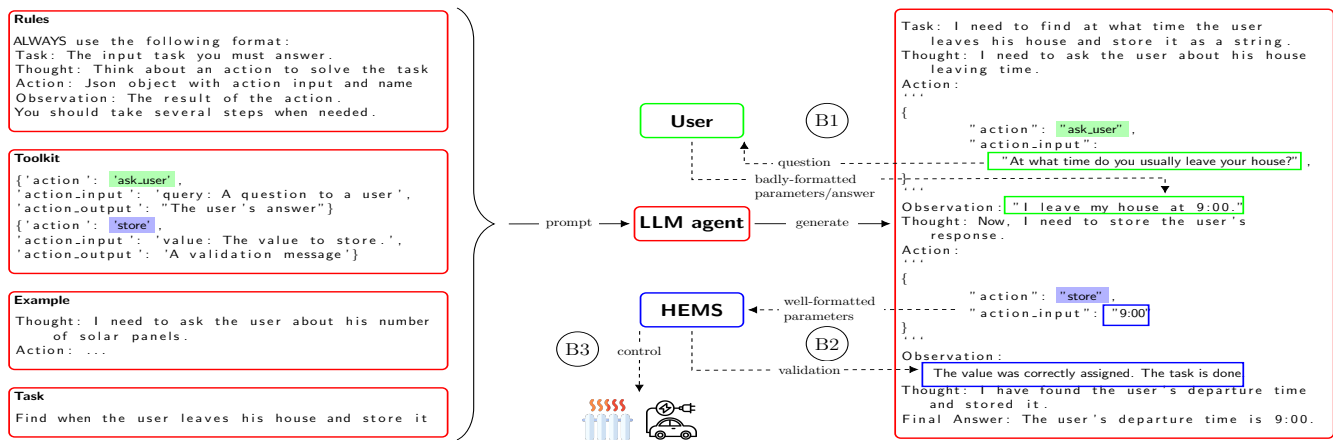 Rules
ALWAYS use the following format:
Task: The input task you must answer.
Thought: Think about an action to solve the task
Action: Json object with action input and name
Observation: The result of the action.
You should take several steps when needed.
Toolkit
{'action': 'ask_user',
'action_input': 'query: A question to a user',
'action_output': "The user's answer"}
{'action': 'store',
'action_input': 'value: The value to store.',
'action_output': 'A validation message'}
Example
Thought: I need to ask the user about his number
of solar panels.
Action: ...
Task
Find when the user leaves his house and store it
prompt
User
B1
question
badly-formatted
parameters/answer
LLM agent
generate
HEMS
well-formatted
parameters
B3
control
B2
validation
Task: I need to find at what time the user
leaves his house and store it as a string.
Thought: I need to ask the user about his house
leaving time.
Action:
```
{
"action": "ask_user",
"action_input":
"At what time do you usually leave your house?",
}
```
Observation: "I leave my house at 9:00."
Thought: Now, I need to store the user's
response.
Action:
```
{
"action": "store",
"action_input": "9:00"
}
```
Observation:
The value was correctly assigned. The task is done
Thought: I have found the user's departure time
and stored it.
Final Answer: The user's departure time is 9:00.